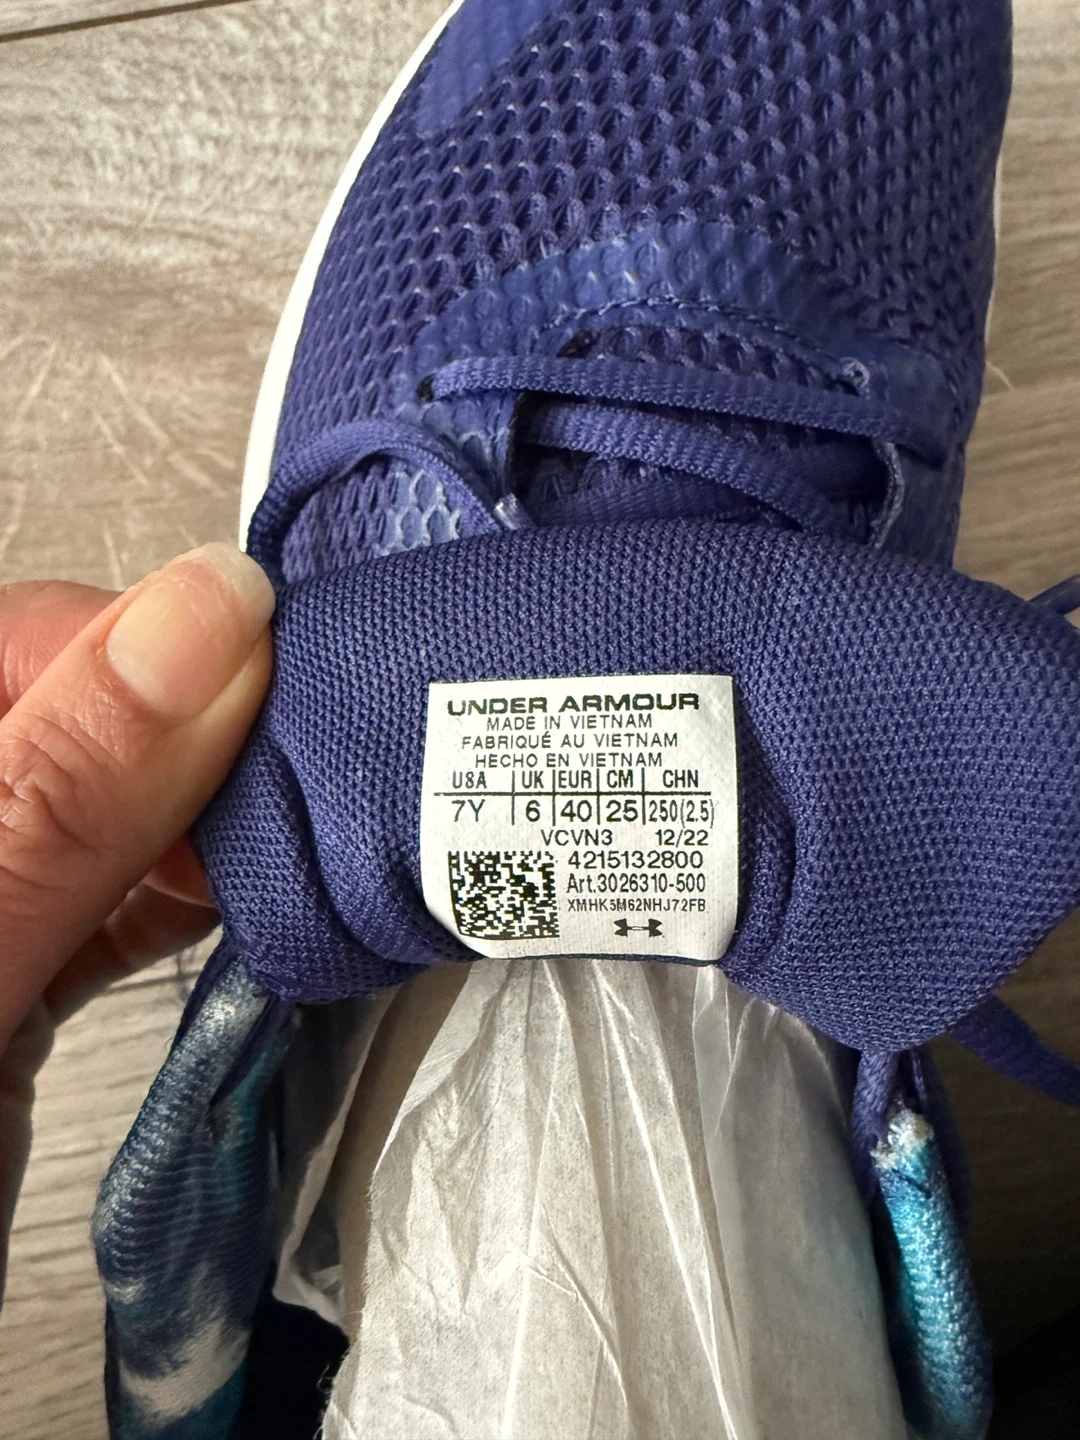 UNDER ARMOUR
MADE IN VIETNAM
FABRIQUÉ AU VIETNAM
HECHO EN VIETNAM
USA UK EUR CM CHN
7Y 6 40 25 250(2.5)
VCVN3 12/22
4215132800
Art.3026310-500
XMHK5M62NHJ72FB